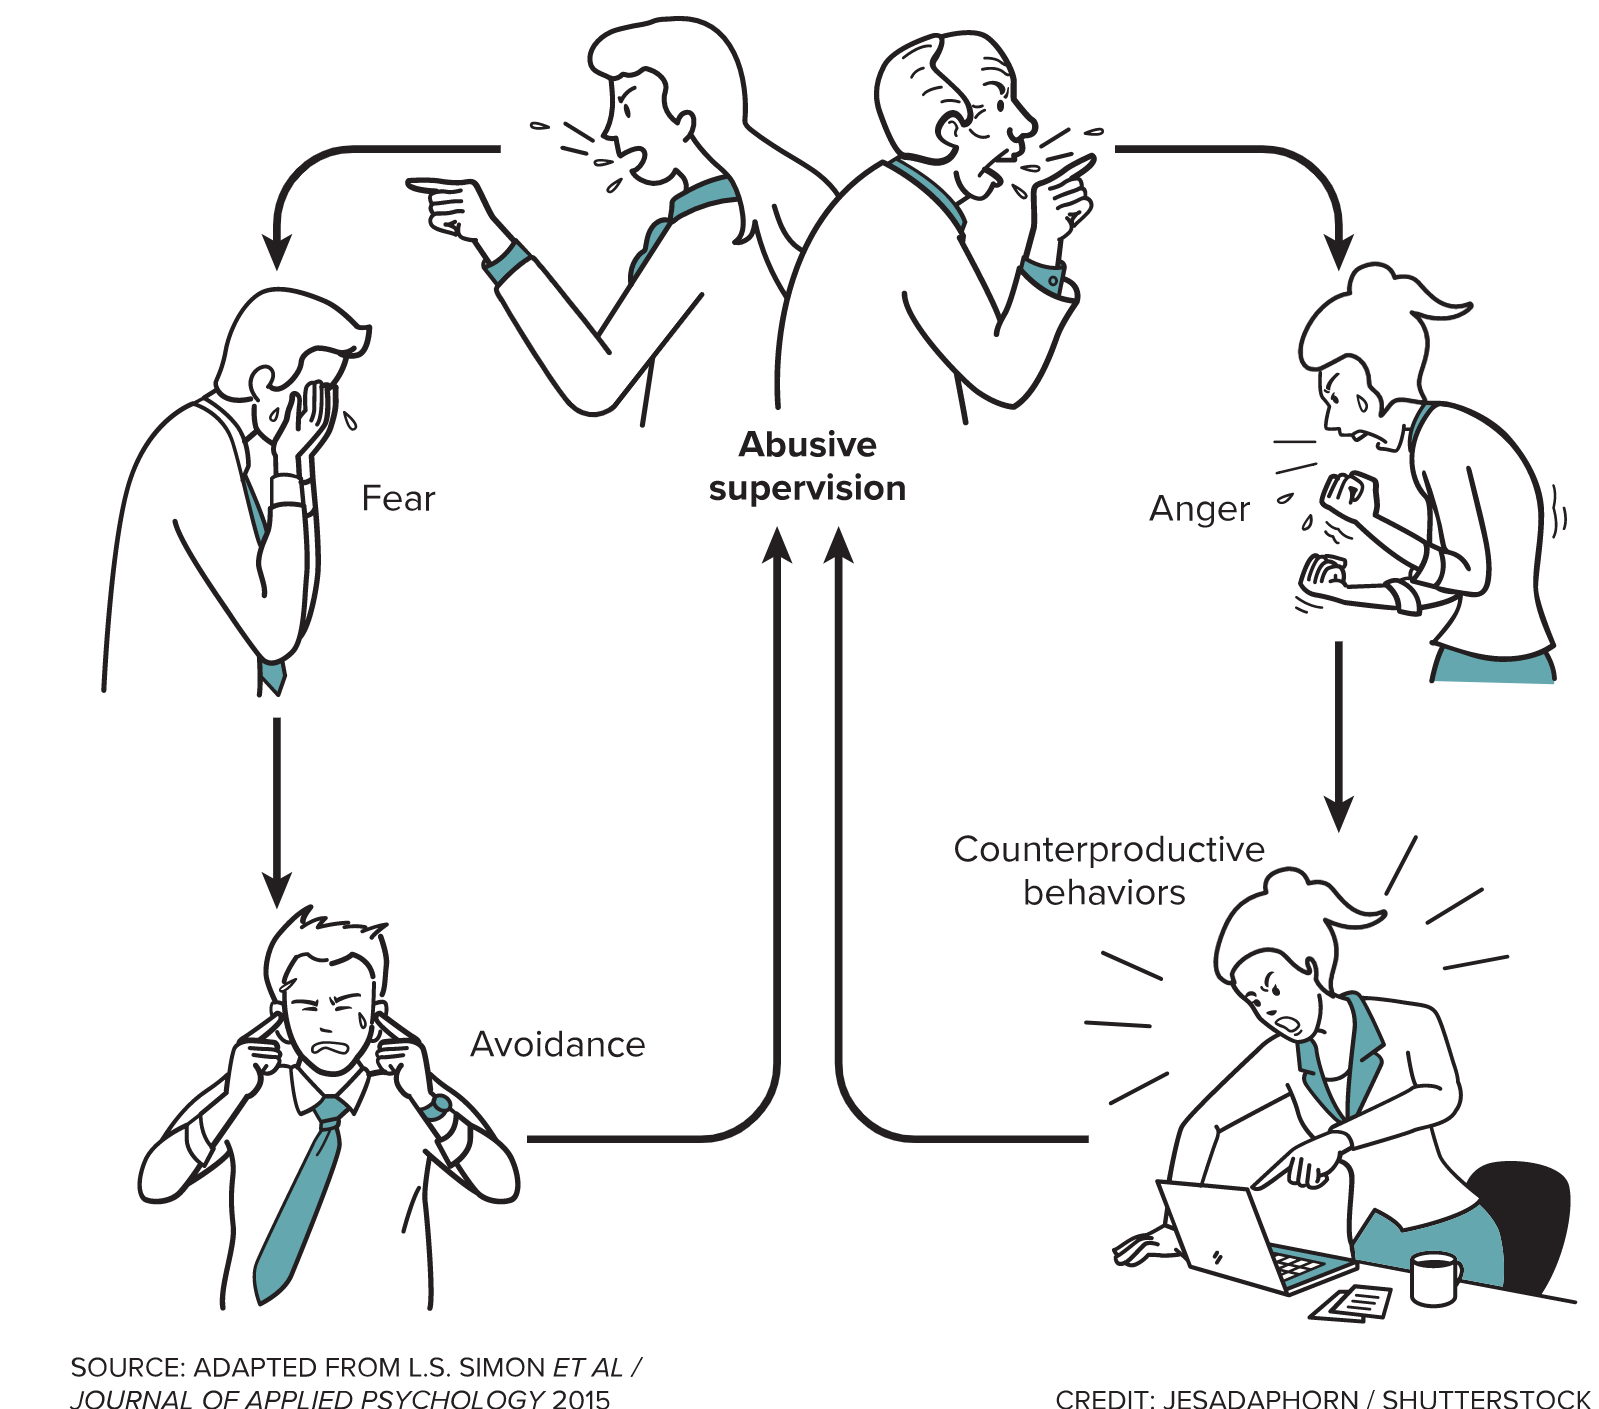 Abusive
supervision
Fear
Anger
Counterproductive
behaviors
Avoidance
SOURCE: ADAPTED FROM L.S. SIMON ET AL /
JOURNAL OF APPLIED PSYCHOLOGY 2015
CREDIT: JESADAPHORN / SHUTTERSTOCK